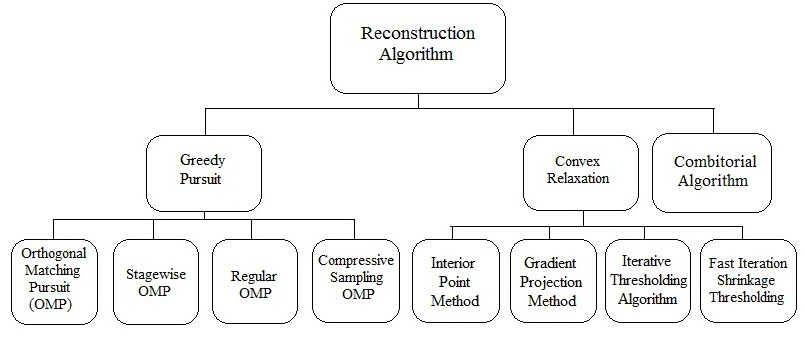 Reconstruction
Algorithm
Greedy
Pursuit
Convex
Relaxation
Combitorial
Algorithm
Orthogonal
Matching
Pursuit
(OMP)
Stagewise
OMP
Regular
OMP
Compressive
Sampling
OMP
Interior
Point
Method
Gradient
Projection
Method
Iterative
Thresholding
Algorithm
Fast Iteration
Shrinkage
Thresholding